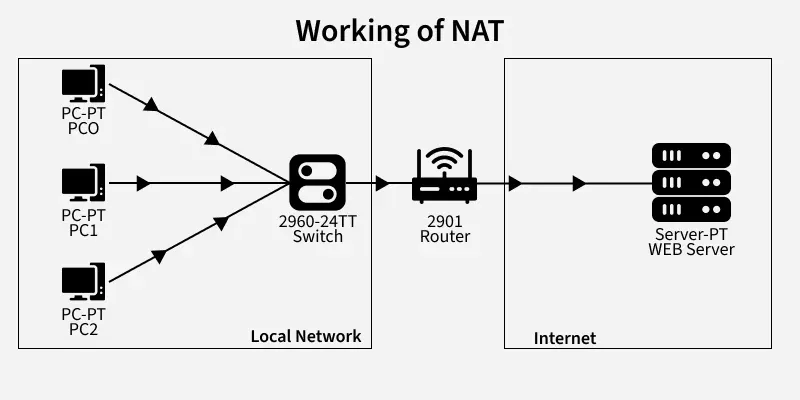 Working of NAT
PC-PT
PCO
PC-PT
PC1
PC-PT
PC2
2960-24TT
Switch
Local Network
2901
Router
Server-PT
WEB Server
Internet